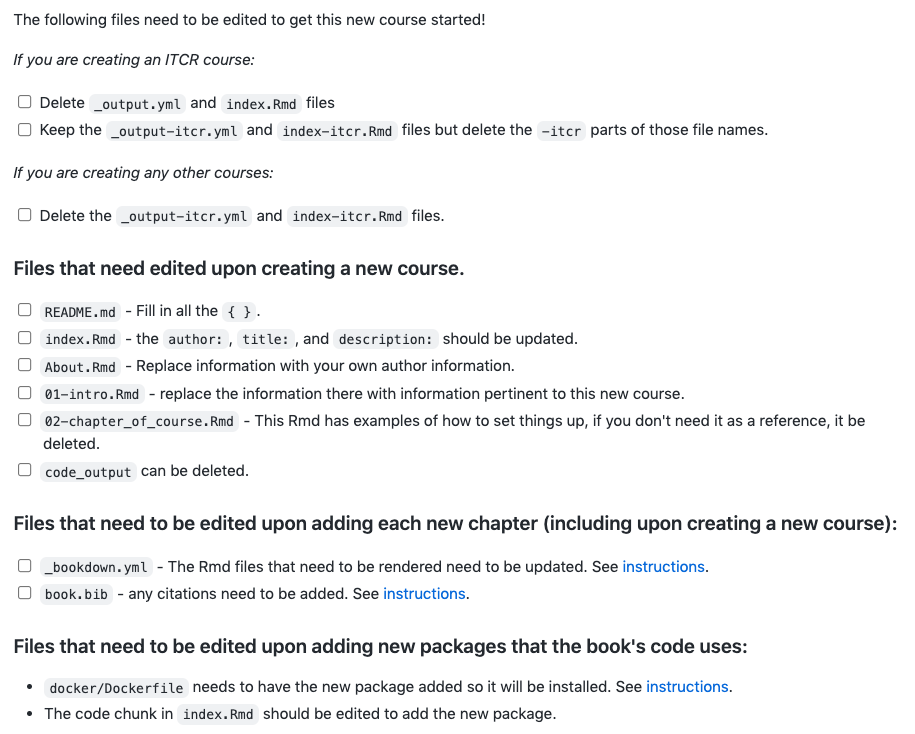 The following files need to be edited to get this new course started!
If you are creating an ITCR course:
Delete _output.yml and index.Rmd files
Keep the _output-itcr.yml and index-itcr.Rmd files but delete the -itcr parts of those file names.
If you are creating any other courses:
Delete the _output-itcr.yml and index-itcr.Rmd files.
Files that need edited upon creating a new course.
README.md - Fill in all the { } .
index.Rmd - the author: , title: , and description: should be updated.
About.Rmd - Replace information with your own author information.
01-intro.Rmd - replace the information there with information pertinent to this new course.
02-chapter_of_course.Rmd - This Rmd has examples of how to set things up, if you don't need it as a reference, it be
deleted.
code_output can be deleted.
Files that need to be edited upon adding each new chapter (including upon creating a new course):
_bookdown.yml - The Rmd files that need to be rendered need to be updated. See instructions.
book.bib - any citations need to be added. See instructions.
Files that need to be edited upon adding new packages that the book's code uses:
docker/Dockerfile needs to have the new package added so it will be installed. See instructions.
The code chunk in index.Rmd should be edited to add the new package.